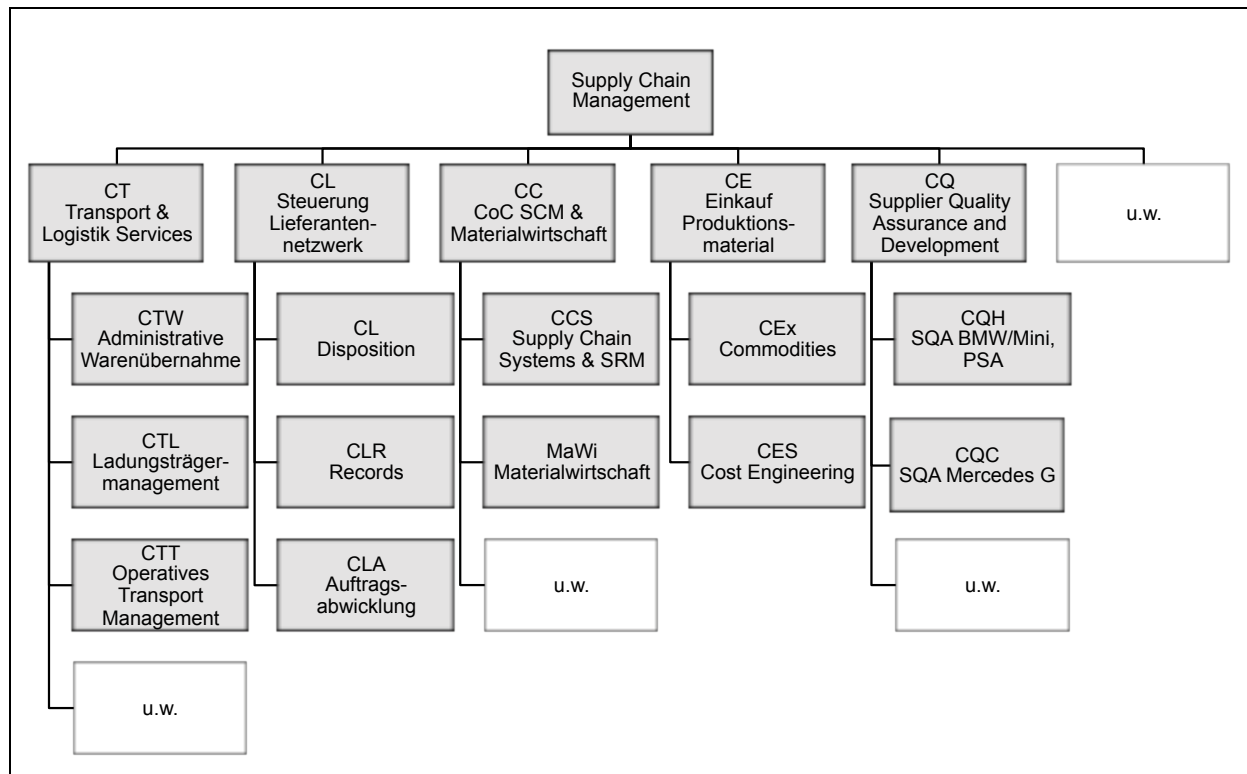 Supply Chain
Management
CT
Transport &
Logistik Services
CL
Steuerung
Lieferanten-
netzwerk
CC
CoC SCM &
Materialwirtschaft
CE
Einkauf
Produktions-
material
CQ
Supplier Quality
Assurance and
Development
u.w.
CTW
Administrative
Warenübernahme
CL
Disposition
CCS
Supply Chain
Systems & SRM
CEx
Commodities
CQH
SQA BMW/Mini,
PSA
CTL
Ladungsträger-
management
CLR
Records
MaWi
Materialwirtschaft
CES
Cost Engineering
CQC
SQA Mercedes G
CTT
Operatives
Transport
Management
CLA
Auftrags-
abwicklung
u.w.
u.w.
u.w.